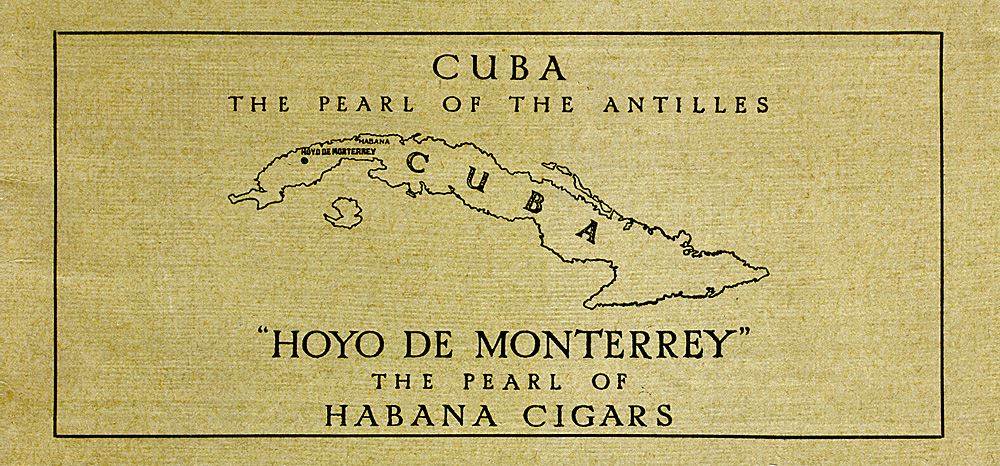 CUBA
THE PEARL OF THE ANTILLES
HABANA
HOYO DE MONTERREY
CUBA
"HOYO DE MONTERREY"
THE PEARL OF
HABANA CIGARS